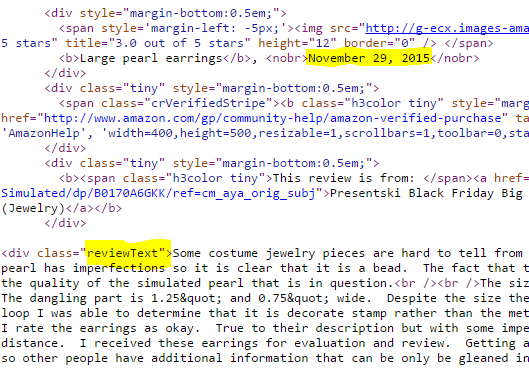 <div style="margin-bottom:0.5em;">
<span style='margin-left: -5px;'><img src="http://g-ecx.images-ama
5 stars" title="3.0 out of 5 stars" height="12" border="0" /> </span>
<b>Large pearl earrings</b>, <nobr>November 29, 2015</nobr>
</div>
<div class="tiny" style="margin-bottom:0.5em;">
<span class="crVerifiedStripe"><b class="h3color tiny" style="marg
href="http://www.amazon.com/gp/community-help/amazon-verified-purchase" ta
'AmazonHelp', 'width=400,height=500,resizable=1,scrollbars=1,toolbar=0,sta
</div>
<div class="tiny" style="margin-bottom:0.5em;">
<b><span class="h3color tiny">This review is from: </span><a href=
Simulated/dp/B0170A6GKK/ref=cm_aya_orig_subj">Presentski Black Friday Big
(Jewelry)</a></b>
</div>
<div class="reviewText">Some costume jewelry pieces are hard to tell from
pearl has imperfections so it is clear that it is a bead.  The fact that t
the quality of the simulated pearl that is in question.<br /><br />The siz
The dangling part is 1.25&quot; and 0.75&quot; wide.  Despite the size the
loop I was able to determine that it is decorate stamp rather than the met
I rate the earrings as okay.  True to their description but with some impe
distance.  I received these earrings for evaluation and review.  Getting a
so other people have additional information that can be only be gleaned in